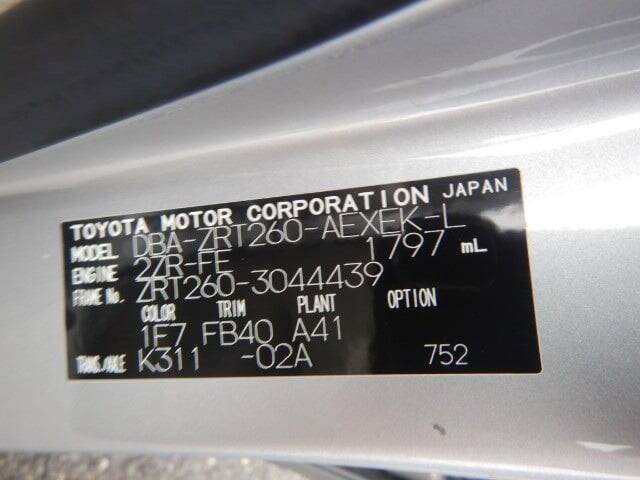 TOYOTA MOTOR CORPORATION JAPAN
MODEL DBA-ZRT260-AEXEK-L
ENGINE 2ZR-FE 1797 mL
FRAME No. ZRT260-3044439
COLOR TRIM PLANT OPTION
1F7 FB40 A41
TRANS./AXLE K311 -02A 752